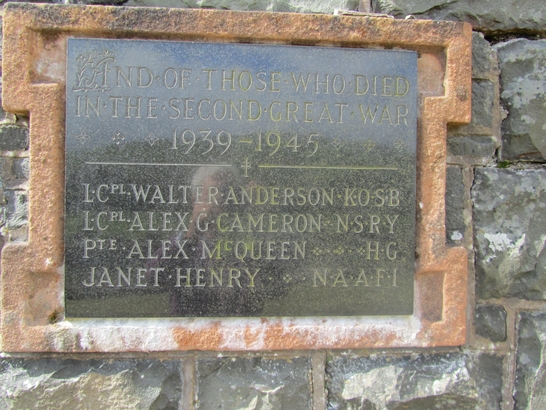 AND·OF·THOSE·WHO·DIED
IN·THE·SECOND·GREAT·WAR
1939-1945
L·CPL·WALTER·ANDERSON·K·O·S·B
L·CPL·ALEX·G·CAMERON·N·S·RY
PTE·ALEX·MCQUEEN·H·G·
JANET·HENRY·N·A·A·F·I